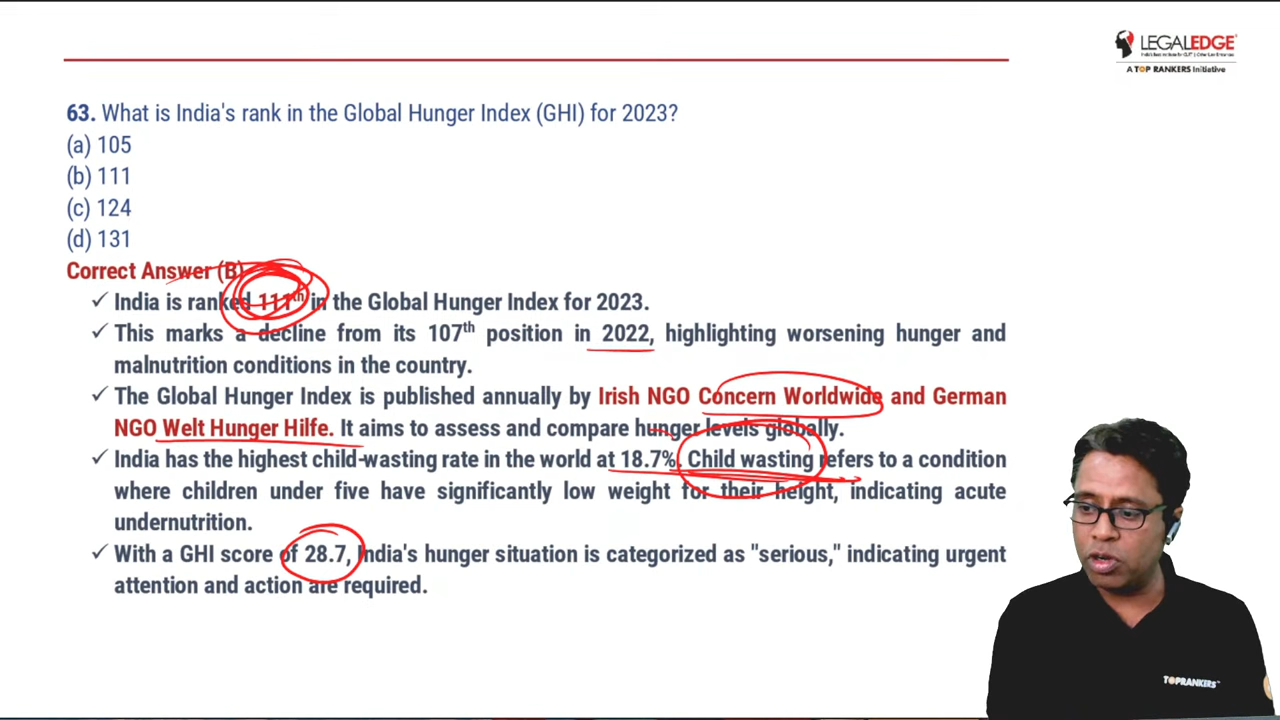 LEGALEDGE
A TOP RANKERS Initiative
63. What is India's rank in the Global Hunger Index (GHI) for 2023?
(a) 105
(b) 111
(c) 124
(d) 131
Correct Answer (B)
✓ India is ranked 111th in the Global Hunger Index for 2023.
✓ This marks a decline from its 107th position in 2022, highlighting worsening hunger and
malnutrition conditions in the country.
✓ The Global Hunger Index is published annually by Irish NGO Concern Worldwide and German
NGO Welt Hunger Hilfe. It aims to assess and compare hunger levels globally.
✓ India has the highest child-wasting rate in the world at 18.7%. Child wasting refers to a condition
where children under five have significantly low weight for their height, indicating acute
undernutrition.
✓ With a GHI score of 28.7, India's hunger situation is categorized as "serious," indicating urgent
attention and action are required.
TOPRANKERS